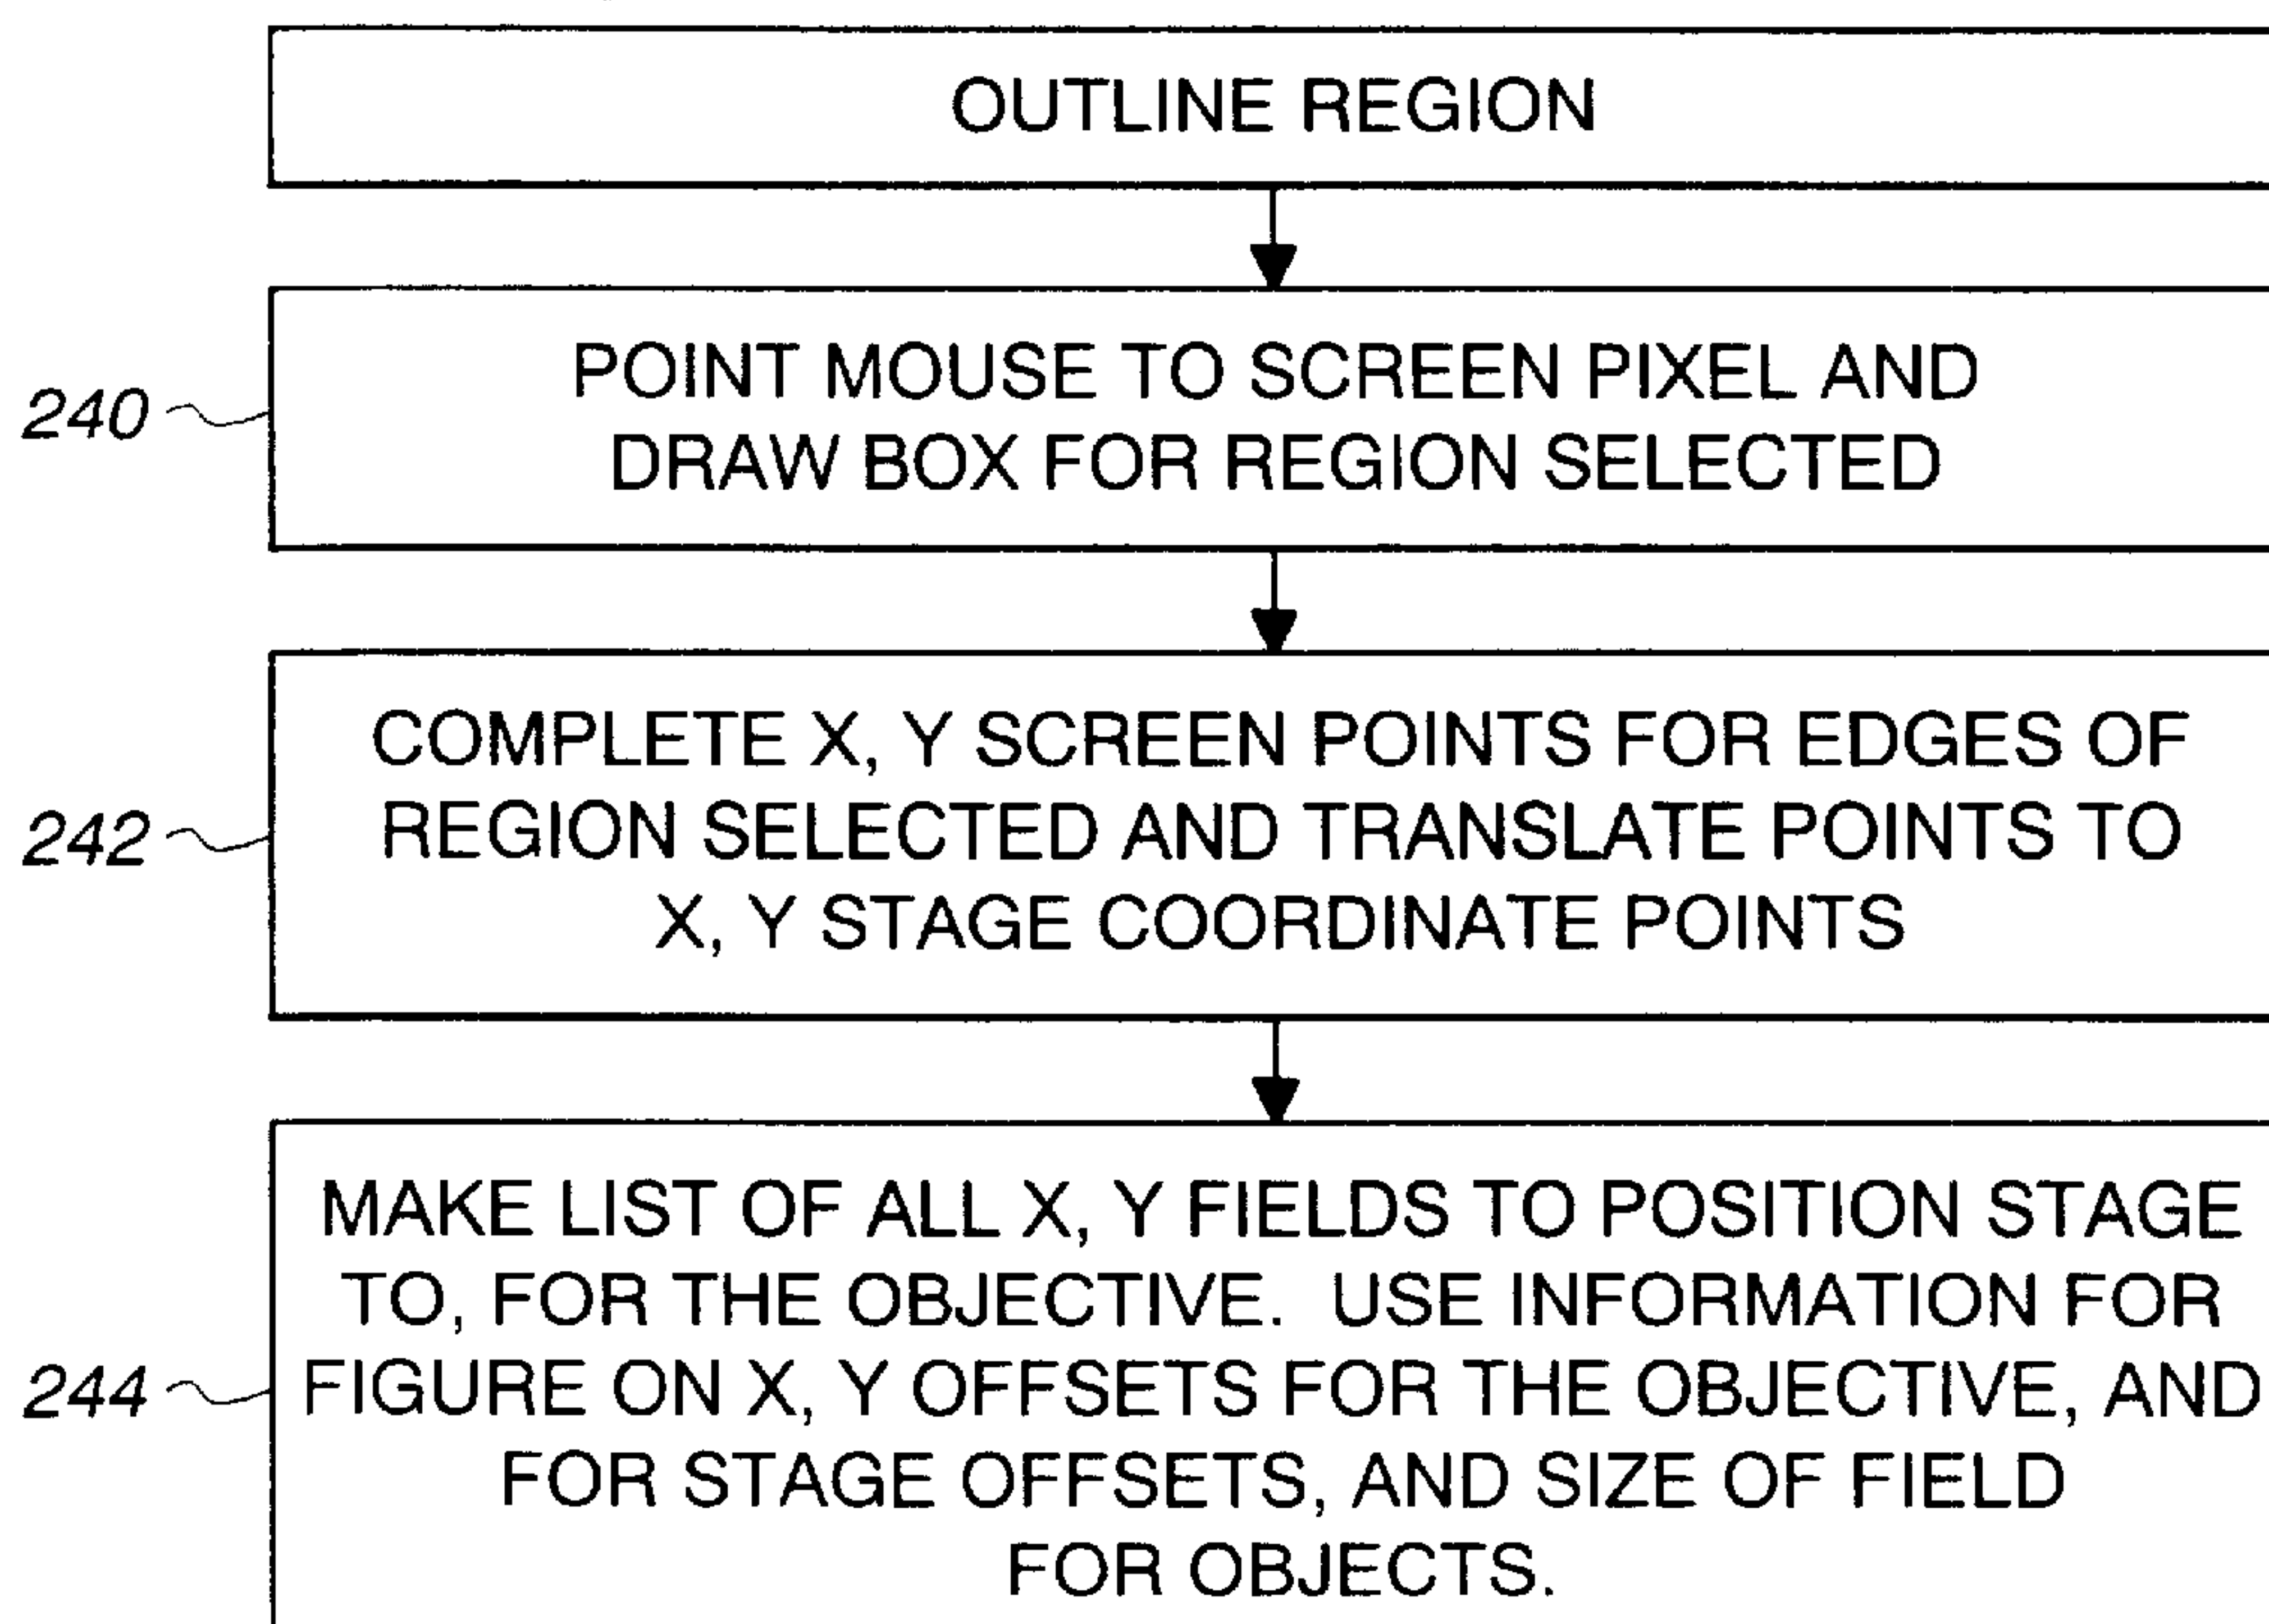 OUTLINE REGION
240
POINT MOUSE TO SCREEN PIXEL AND
DRAW BOX FOR REGION SELECTED
242
COMPLETE X, Y SCREEN POINTS FOR EDGES OF
REGION SELECTED AND TRANSLATE POINTS TO
X, Y STAGE COORDINATE POINTS
244
MAKE LIST OF ALL X, Y FIELDS TO POSITION STAGE
TO, FOR THE OBJECTIVE. USE INFORMATION FOR
FIGURE ON X, Y OFFSETS FOR THE OBJECTIVE, AND
FOR STAGE OFFSETS, AND SIZE OF FIELD
FOR OBJECTS.